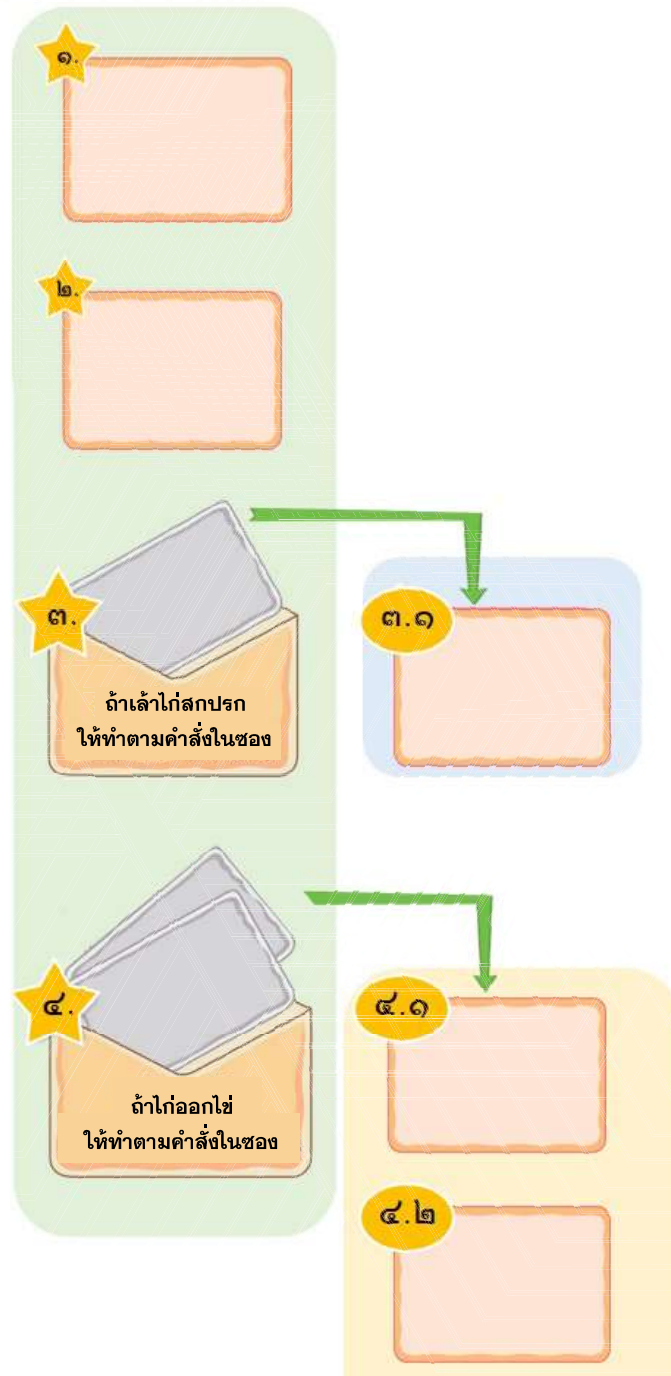 ๑.
๒.
๓.
ถ้าเล้าไก่สกปรก
ให้ทำตามคำสั่งในซอง
๓.๑
๔.
ถ้าไก่ออกไข่
ให้ทำตามคำสั่งในซอง
๔.๑
๔.๒